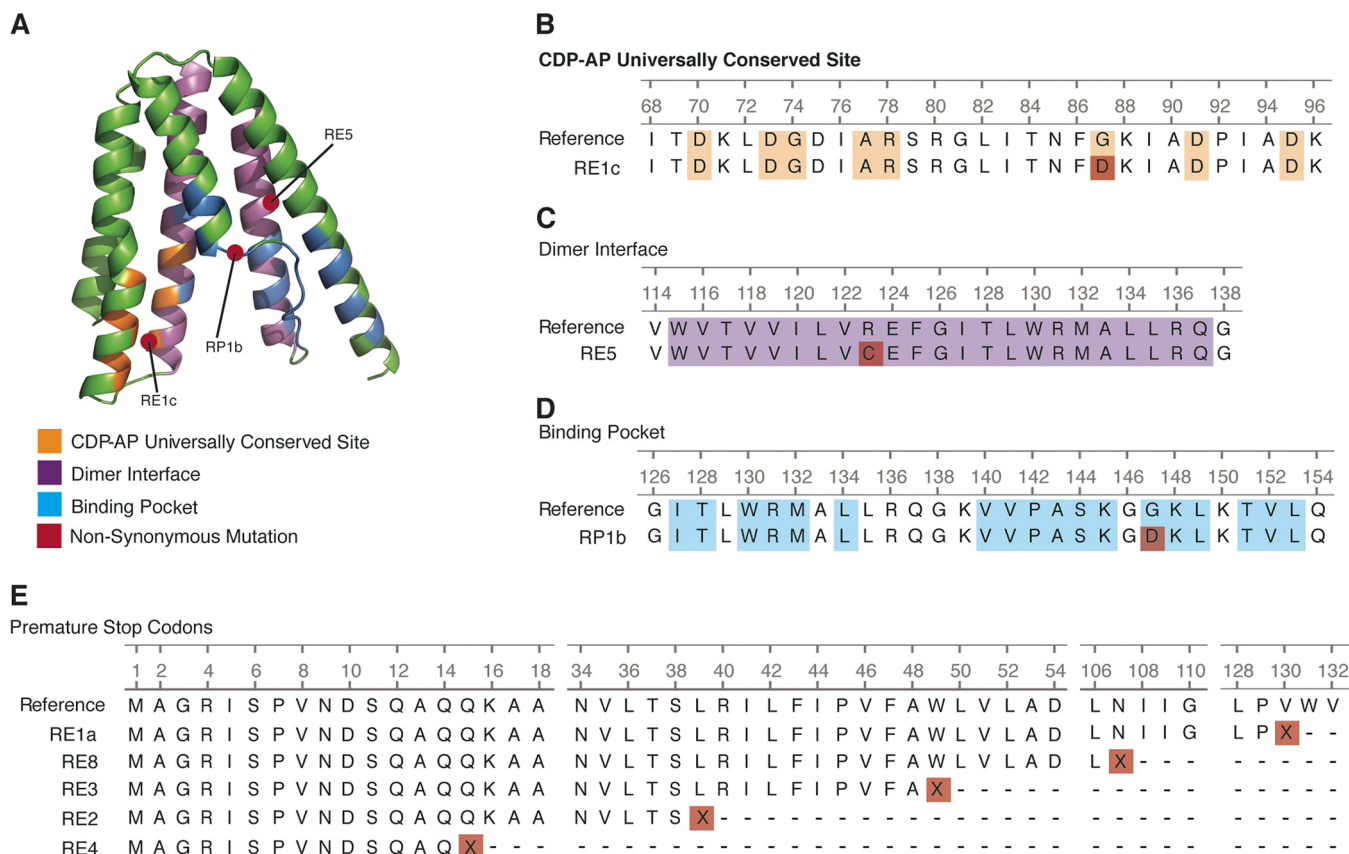 A
RE5
RP1b
RE1c
CDP-AP Universally Conserved Site
Dimer Interface
Binding Pocket
Non-Synonymous Mutation
B
CDP-AP Universally Conserved Site
68 70 72 74 76 78 80 82 84 86 88 90 92 94 96
Reference I T D K L D G D I A R S R G L I T N F G K I A D P I A D K
RE1c I T D K L D G D I A R S R G L I T N F D K I A D P I A D K
C
Dimer Interface
114 116 118 120 122 124 126 128 130 132 134 136 138
Reference V W V T V V I L V R E F G I T L W R M A L L R Q G
RE5 V W V T V V I L V C E F G I T L W R M A L L R Q G
D
Binding Pocket
126 128 130 132 134 136 138 140 142 144 146 148 150 152 154
Reference G I T L W R M A L L R Q G K V V P A S K G G K L K T V L Q
RP1b G I T L W R M A L L R Q G K V V P A S K G D K L K T V L Q
E
Premature Stop Codons
1 2 4 6 8 10 12 14 16 18 34 36 38 40 42 44 46 48 50 52 54 106 108 110 128 130 132
Reference M A G R I S P V N D S Q A Q Q K A A N V L T S L R I L F I P V F A W L V L A D L N I I G L P V W V
RE1a M A G R I S P V N D S Q A Q Q K A A N V L T S L R I L F I P V F A W L V L A D L N I I G L P X - -
RE8 M A G R I S P V N D S Q A Q Q K A A N V L T S L R I L F I P V F A W L V L A D L X - - - - - - - -
RE3 M A G R I S P V N D S Q A Q Q K A A N V L T S L R I L F I P V F A X - - - - - - - - - - - - - - -
RE2 M A G R I S P V N D S Q A Q Q K A A N V L T S X - - - - - - - - - - - - - - - - - - - - - - - - -
RE4 M A G R I S P V N D S Q A Q X - - - - - - - - - - - - - - - - - - - - - - - - - - - - - - - - - -